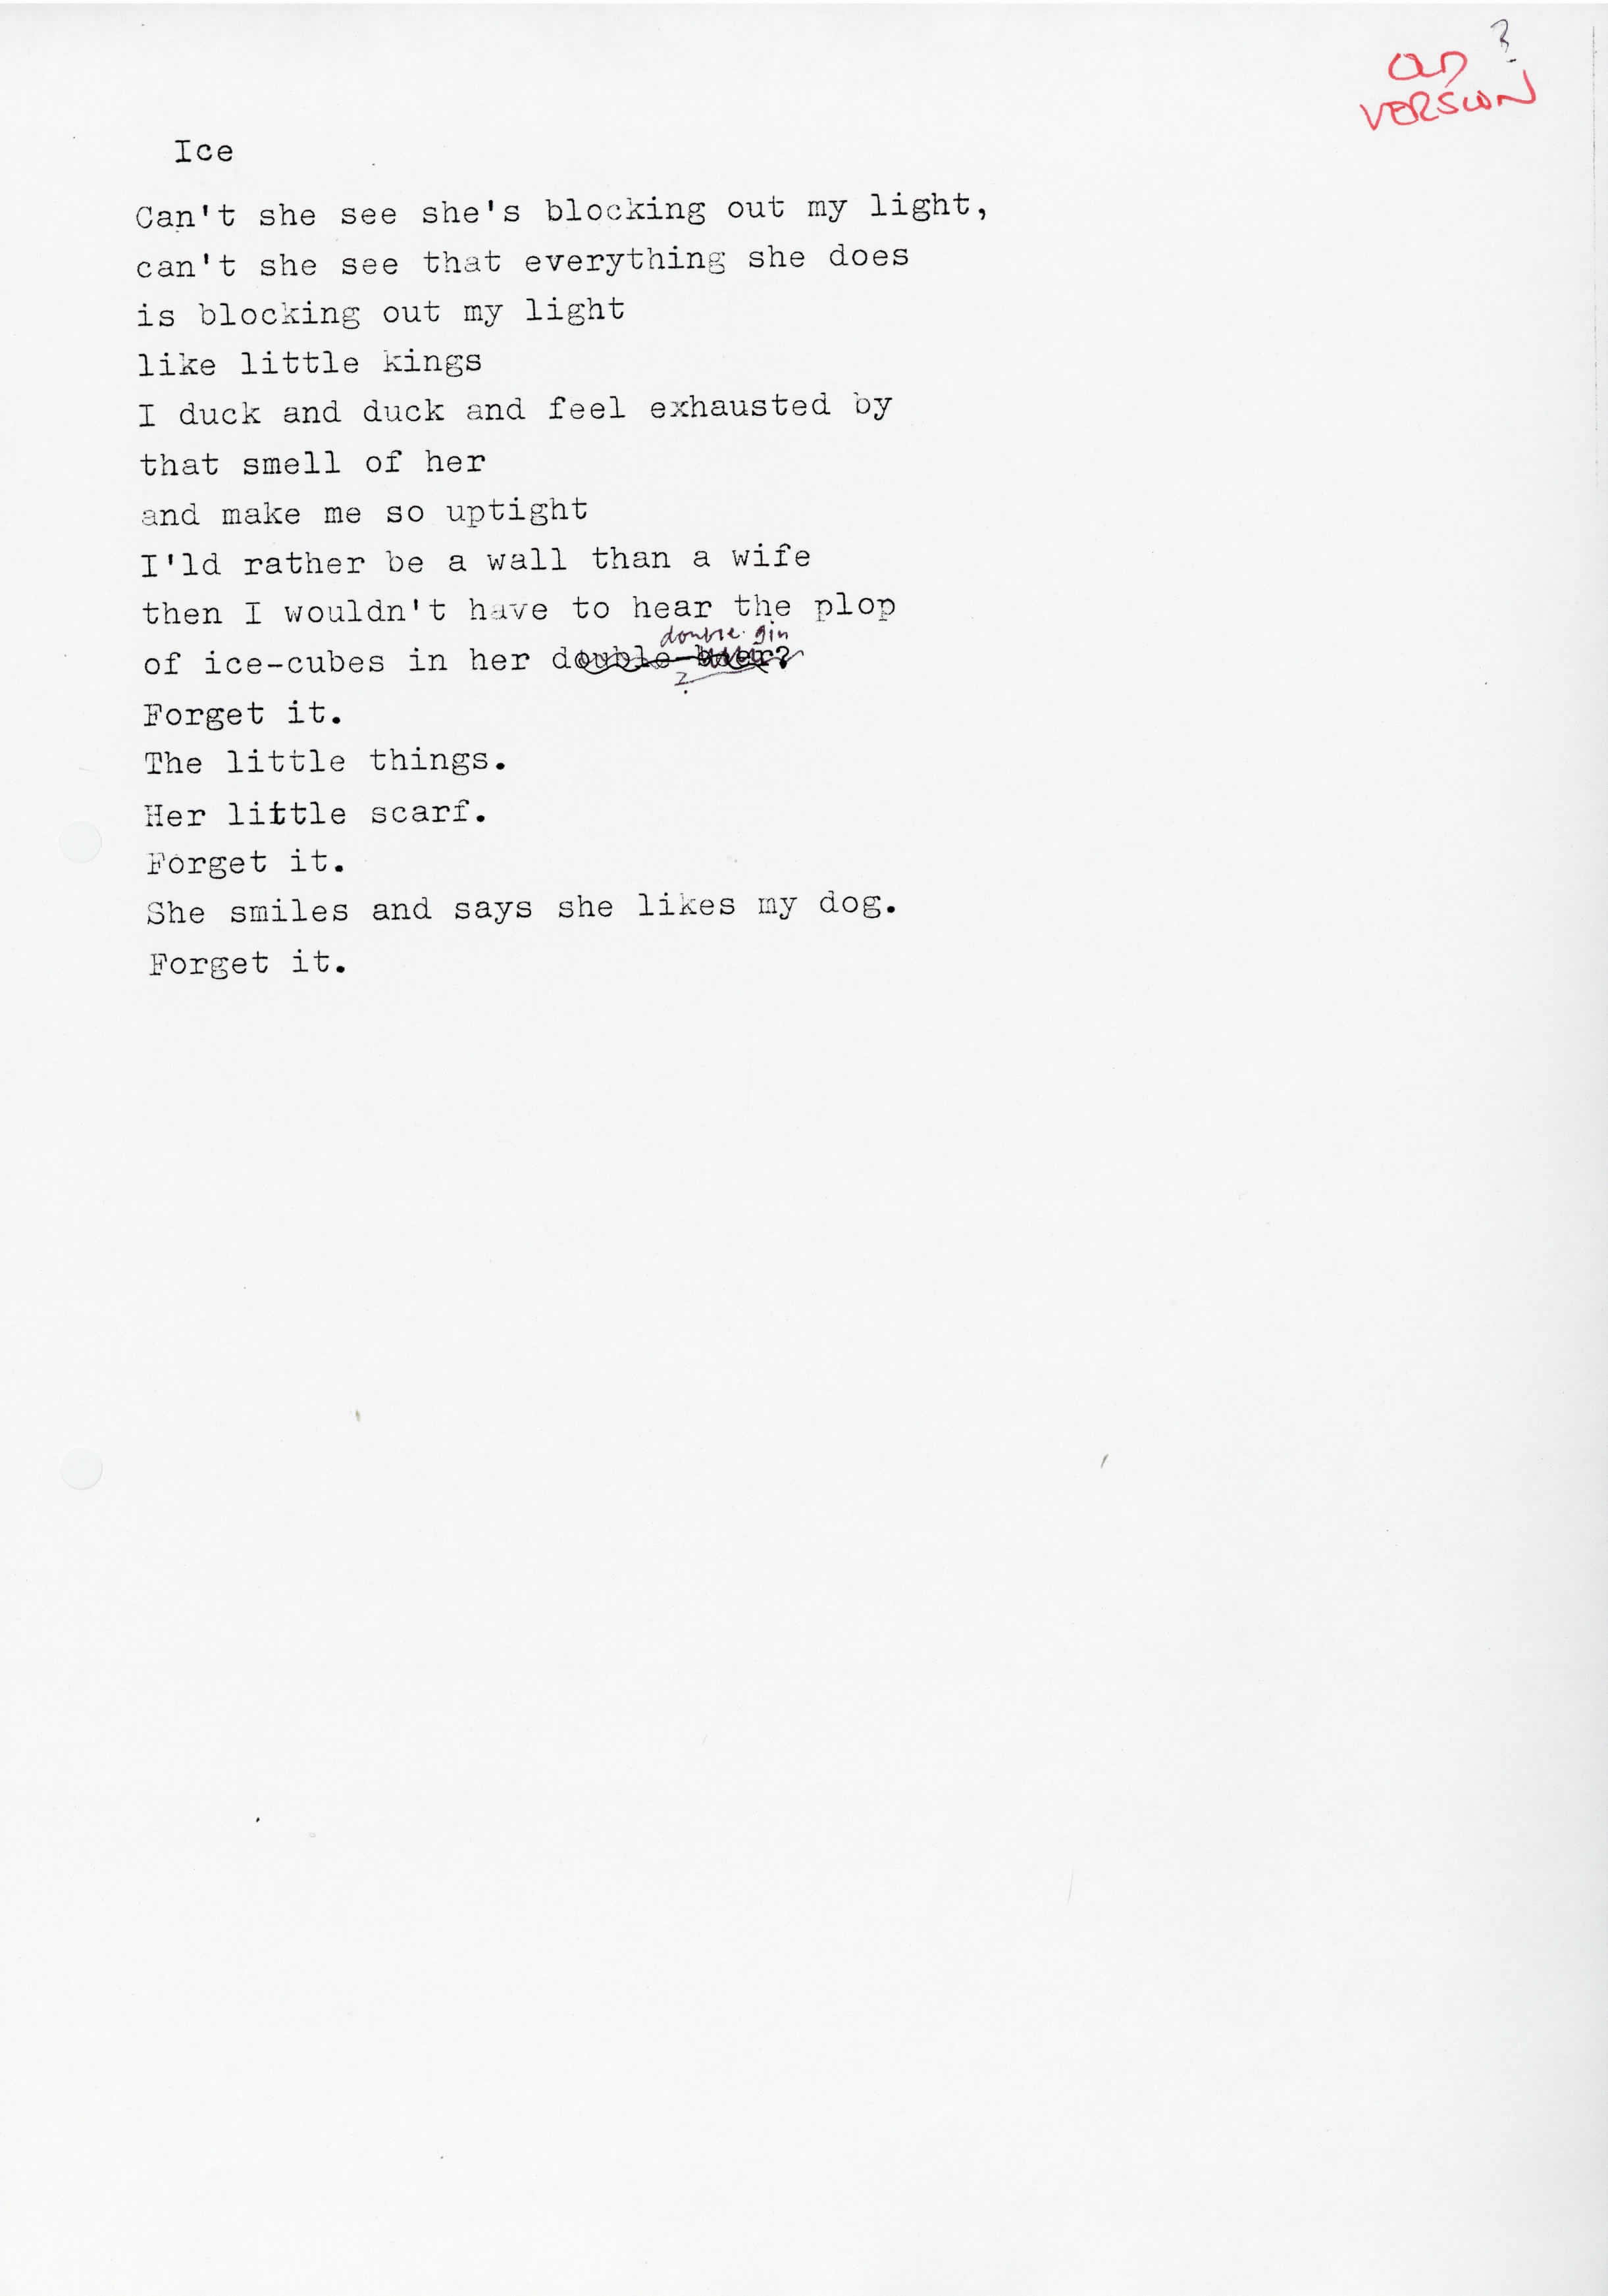 ?
OLD
VERSION
Ice
Can't she see she's blocking out my light,
can't she see that everything she does
is blocking out my light
like little kings
I duck and duck and feel exhausted by
that smell of her
and make me so uptight
I'ld rather be a wall than a wife
then I wouldn't have to hear the plop
double gin
of ice-cubes in her double
?
Forget it.
The little things.
Her little scarf.
Forget it.
She smiles and says she likes my dog.
Forget it.